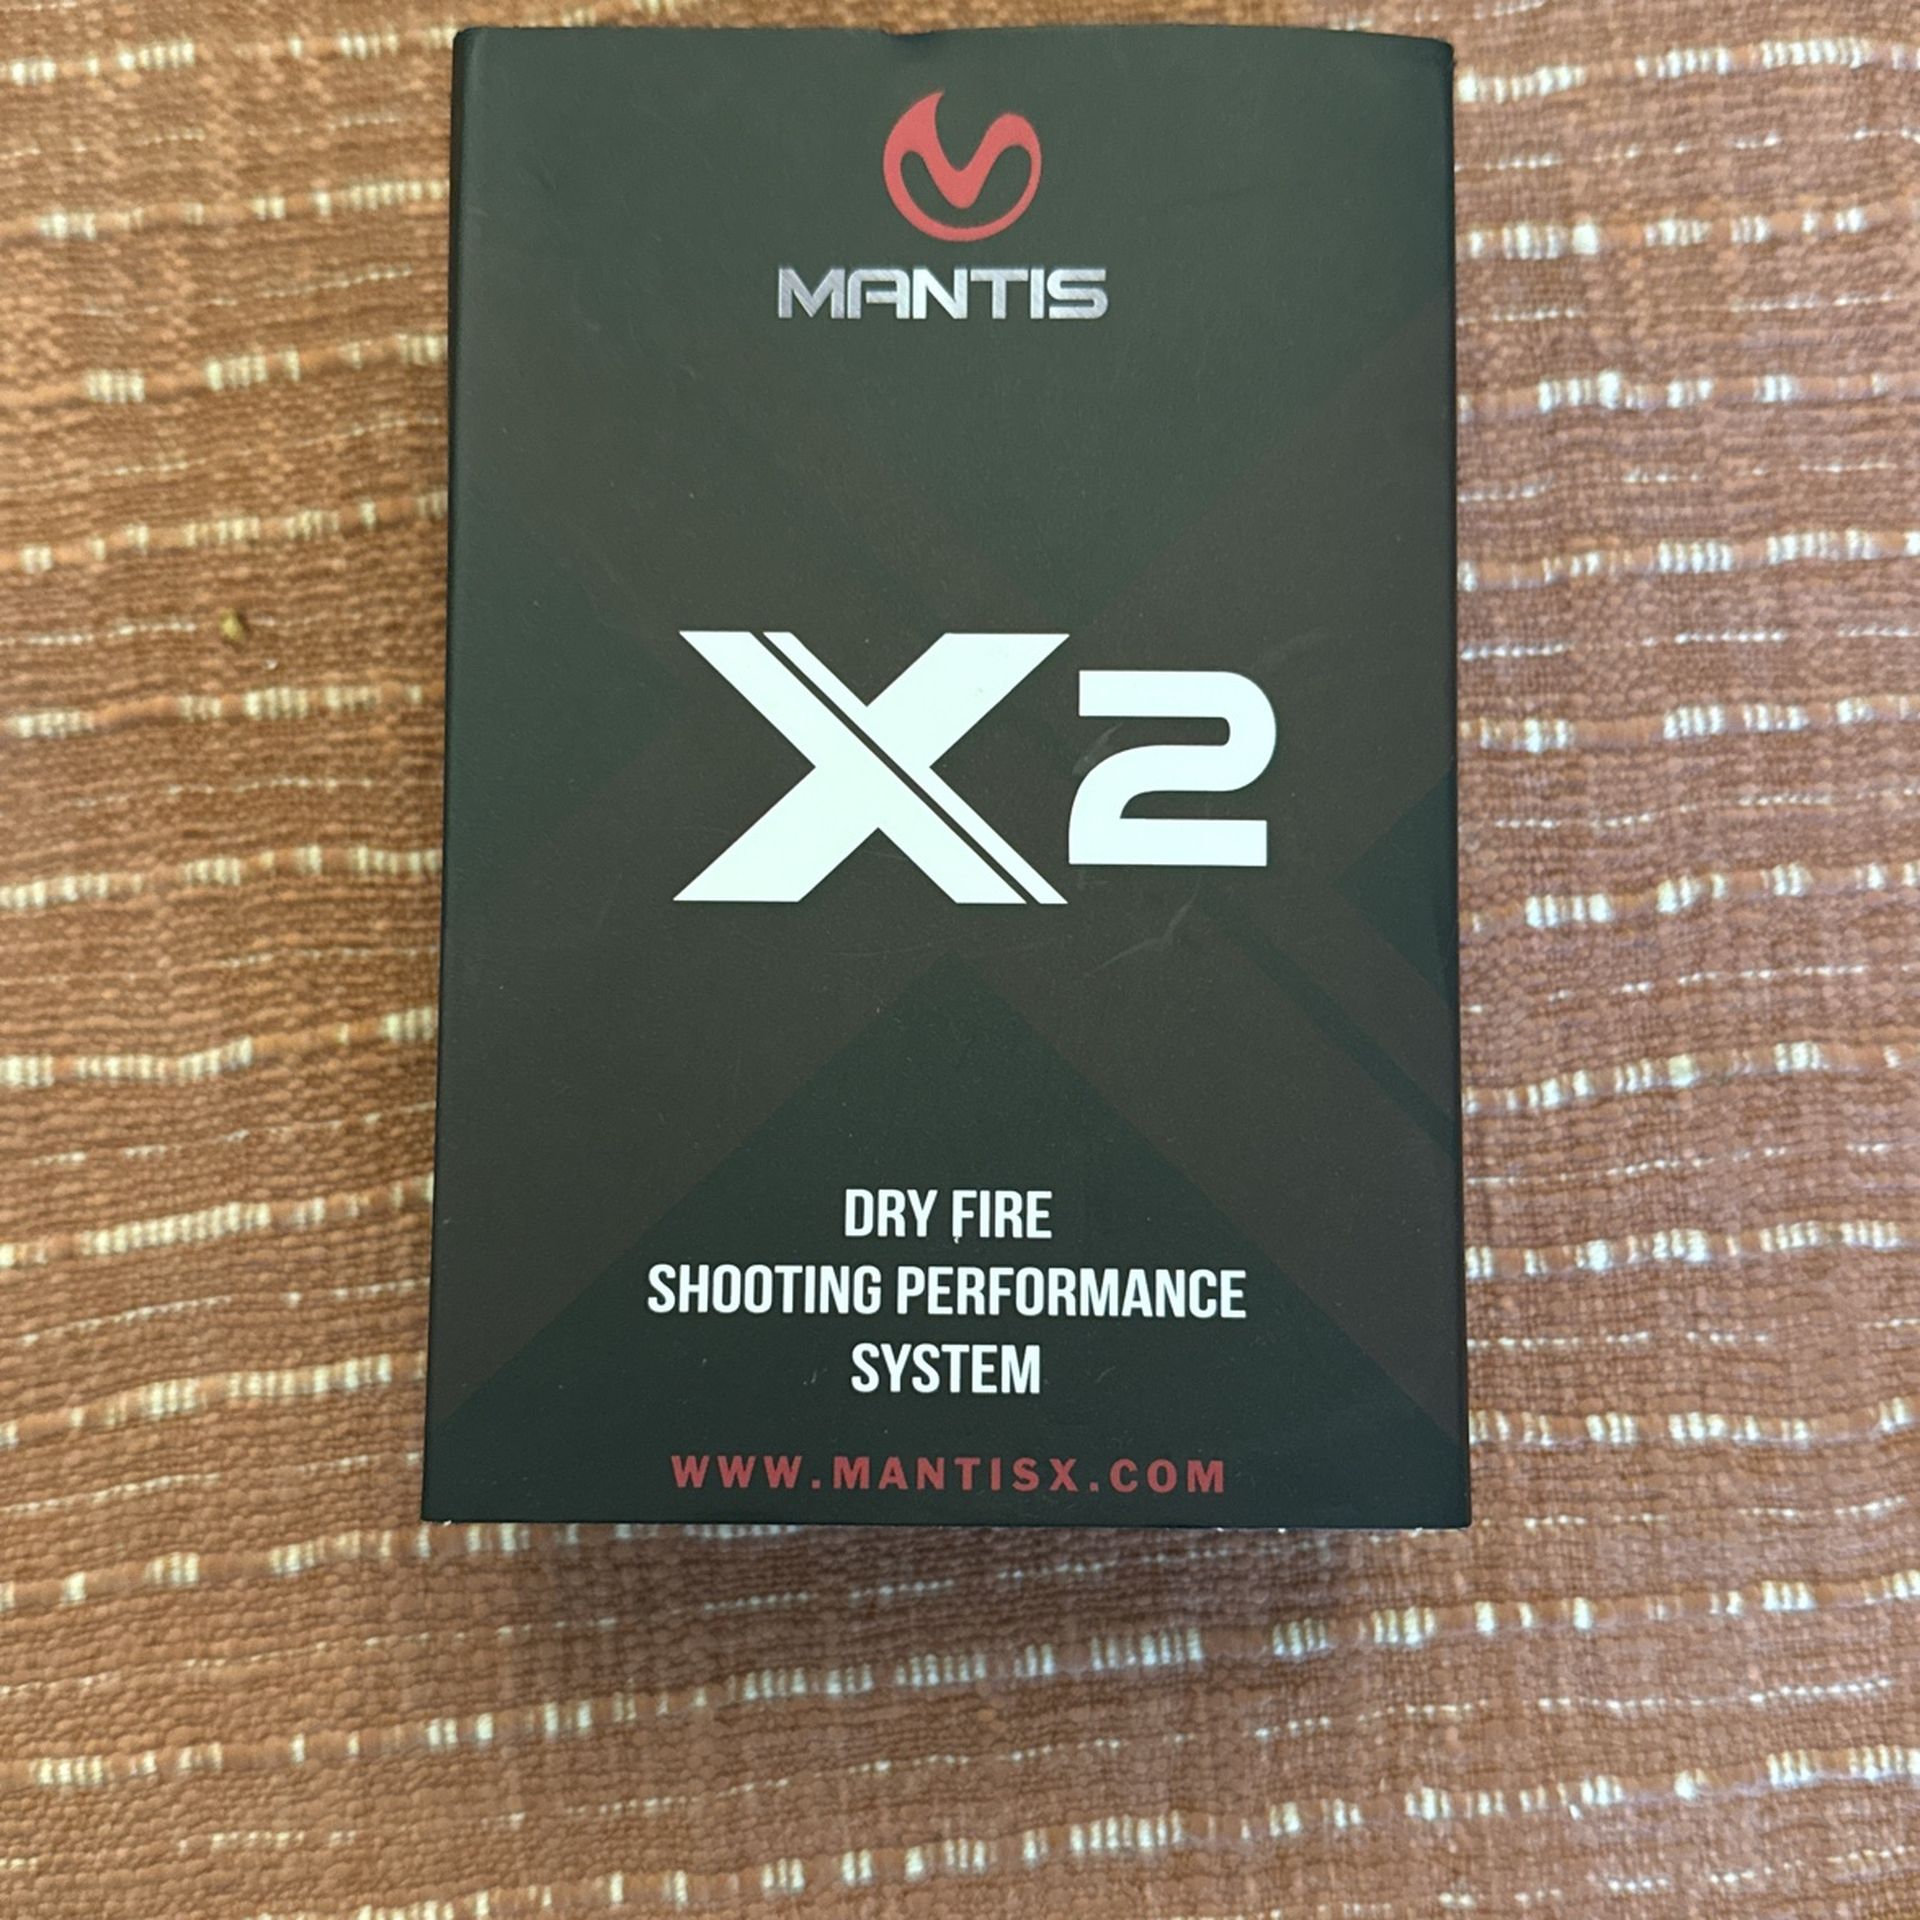 MANTIS
X2
DRY FIRE
SHOOTING PERFORMANCE
SYSTEM
WWW.MANTISX.COM